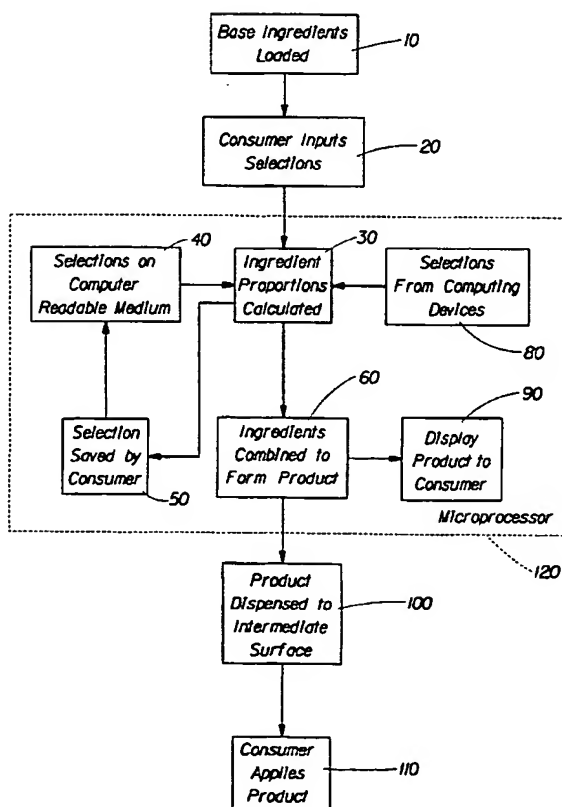 Base Ingredients
Loaded
10
Consumer Inputs
Selections
20
40
Selections on
Computer
Readable Medium
30
Ingredient
Proportions
Calculated
Selections
From Computing
Devices
80
60
90
Selection
Saved by
Consumer
50
Ingredients
Combined to
Form Product
Display
Product to
Consumer
Microprocessor
120
Product
Dispensed to
Intermediate
Surface
100
Consumer
Applies
Product
110